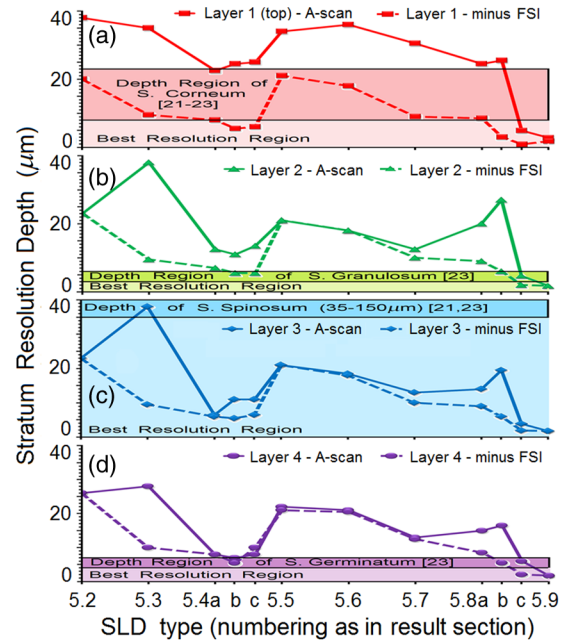 Stratum Resolution Depth (μm)
40
(a)
Layer 1 (top) - A-scan
Layer 1 - minus FSI
Depth Region of
S. Corneum
[21-23]
20
Best Resolution Region
0
40
(b)
Layer 2 - A-scan
Layer 2 - minus FSI
20
Depth Region of S. Granulosum [23]
Best Resolution Region
0
40
Depth of S. Spinosum (35-150μm) [21,23]
Layer 3 - A-scan
Layer 3 - minus FSI
20
(c)
Best Resolution Region
0
40
(d)
Layer 4 - A-scan
Layer 4 - minus FSI
20
Depth Region of S. Germinatum [23]
Best Resolution Region
0
5.2 5.3 5.4a b c 5.5 5.6 5.7 5.8a b c 5.9
SLD type (numbering as in result section)